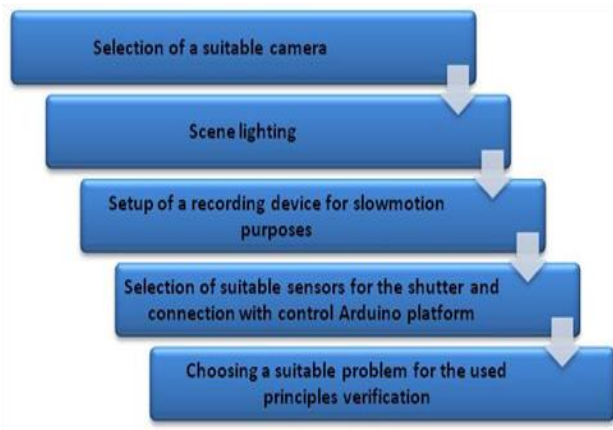 Selection of a suitable camera
Scene lighting
Setup of a recording device for slowmotion
purposes
Selection of suitable sensors for the shutter and
connection with control Arduino platform
Choosing a suitable problem for the used
principles verification